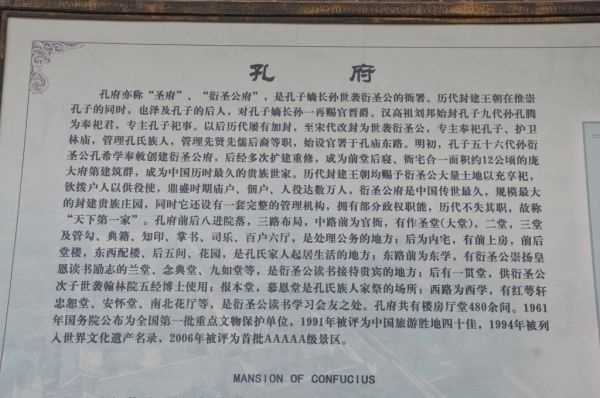 孔　府
孔府亦称“圣府”、“衍圣公府”，是孔子嫡长孙世袭衍圣公的衙署。历代封建王朝在推崇
孔子的同时，也泽及孔子的后人，对孔子嫡长孙一再赐官晋爵。汉高祖刘邦始封孔子九代孙孔腾
为奉祀君，专主孔子祀事。以后历代屡有加封，至宋代改封为世袭衍圣公，专主奉祀孔子、护卫
林庙，管理孔氏族人，管理先贤先儒后裔等职，始设官署于孔庙东路。明初，孔子五十六代孙衍
圣公孔希学奉敕创建衍圣公府，后经多次扩建重修，成为前堂后寝、衙宅合一面积约12公顷的庞
大府第建筑群，成为中国历时最久的贵族世家。历代封建王朝均赐予衍圣公大量土地以充享祀，
钦拨户人以供役使，鼎盛时期庙户、佃户、人役达数万人，衍圣公府是中国传世最久，规模最大
的封建贵族庄园，同时它还设有一套完整的管理机构，拥有部分政权职能，历代不失其职，故称
“天下第一家”。孔府前后八进院落，三路布局，中路前为官衙，有作圣堂(大堂)，二堂，三堂
及管勾、典籍、知印、掌书、司乐、百户六厅，是处理公务的地方；后为内宅，有前上房，前后
堂楼，东西配楼、后五间、花园，是孔氏家人起居生活的地方；东路前为东学，有衍圣公崇扬皇
恩读书励志的兰堂、念典堂、九如堂等，是衍圣公读书接待贵宾的地方；后有一贯堂，供衍圣公
次子世袭翰林院五经博士使用；报本堂，慕恩堂是孔氏族人家祭的场所；西路为西学，有红萼轩
忠恕堂、安怀堂、南北花厅等，是衍圣公读书学习会友之处。孔府共有楼房厅堂480余间。1961
年国务院公布为全国第一批重点文物保护单位，1991年被评为中国旅游胜地四十佳，1994年被列
入世界文化遗产名录，2006年被评为首批AAAAA级景区。
MANSION OF CONFUCIUS